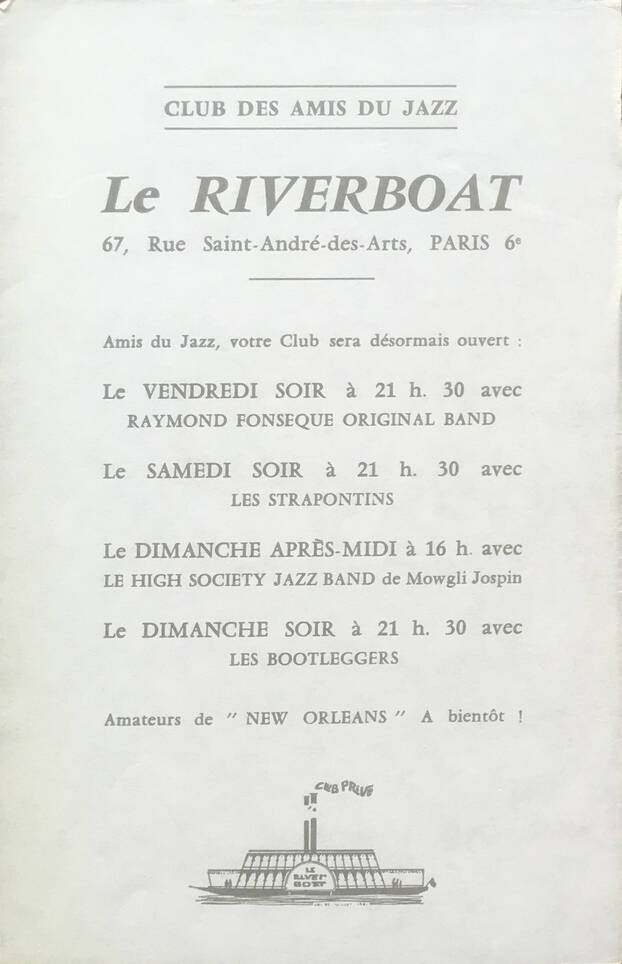 CLUB DES AMIS DU JAZZ
Le RIVERBOAT
67, Rue Saint-André-des-Arts, PARIS 6e
Amis du Jazz, votre Club sera désormais ouvert :
Le VENDREDI SOIR à 21 h. 30 avec
RAYMOND FONSEQUE ORIGINAL BAND
Le SAMEDI SOIR à 21 h. 30 avec
LES STRAPONTINS
Le DIMANCHE APRÈS-MIDI à 16 h. avec
LE HIGH SOCIETY JAZZ BAND de Mowgli Jospin
Le DIMANCHE SOIR à 21 h. 30 avec
LES BOOTLEGGERS
Amateurs de " NEW ORLEANS " A bientôt !
CLUB PRIVÉ
LE
RIVER
BOAT